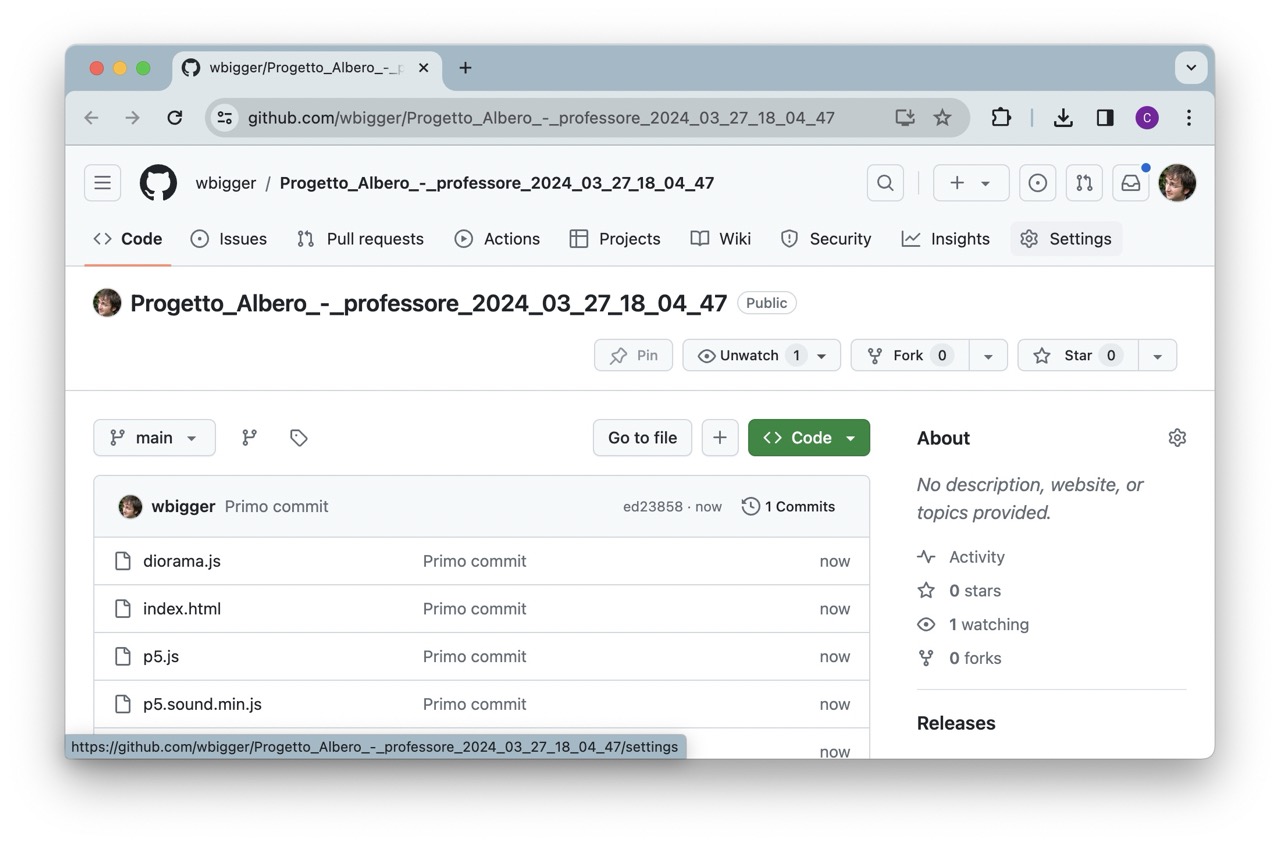 wbigger/Progetto_Albero_-_p
github.com/wbigger/Progetto_Albero_-_professore_2024_03_27_18_04_47
C
wbigger / Progetto_Albero_-_professore_2024_03_27_18_04_47
Code Issues Pull requests Actions Projects Wiki Security Insights Settings
Progetto_Albero_-_professore_2024_03_27_18_04_47 Public
Pin Unwatch 1 Fork 0 Star 0
main Go to file Code
About
wbigger Primo commit ed23858 · now 1 Commits
No description, website, or
topics provided.
diorama.js Primo commit now
Activity
index.html Primo commit now
0 stars
p5.js Primo commit now
1 watching
0 forks
p5.sound.min.js Primo commit now
Releases
https://github.com/wbigger/Progetto_Albero_-_professore_2024_03_27_18_04_47/settings
now